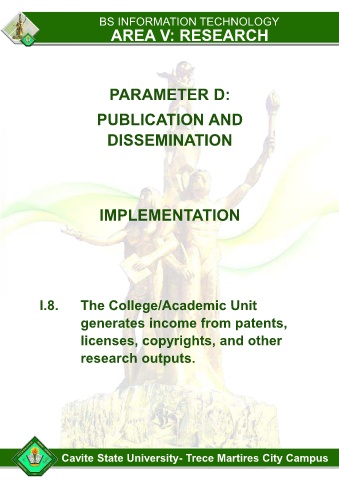 BS INFORMATION TECHNOLOGY
AREA V: RESEARCH
PARAMETER D:
PUBLICATION AND
DISSEMINATION
IMPLEMENTATION
I.8. The College/Academic Unit
generates income from patents,
licenses, copyrights, and other
research outputs.
Cavite State University- Trece Martires City Campus